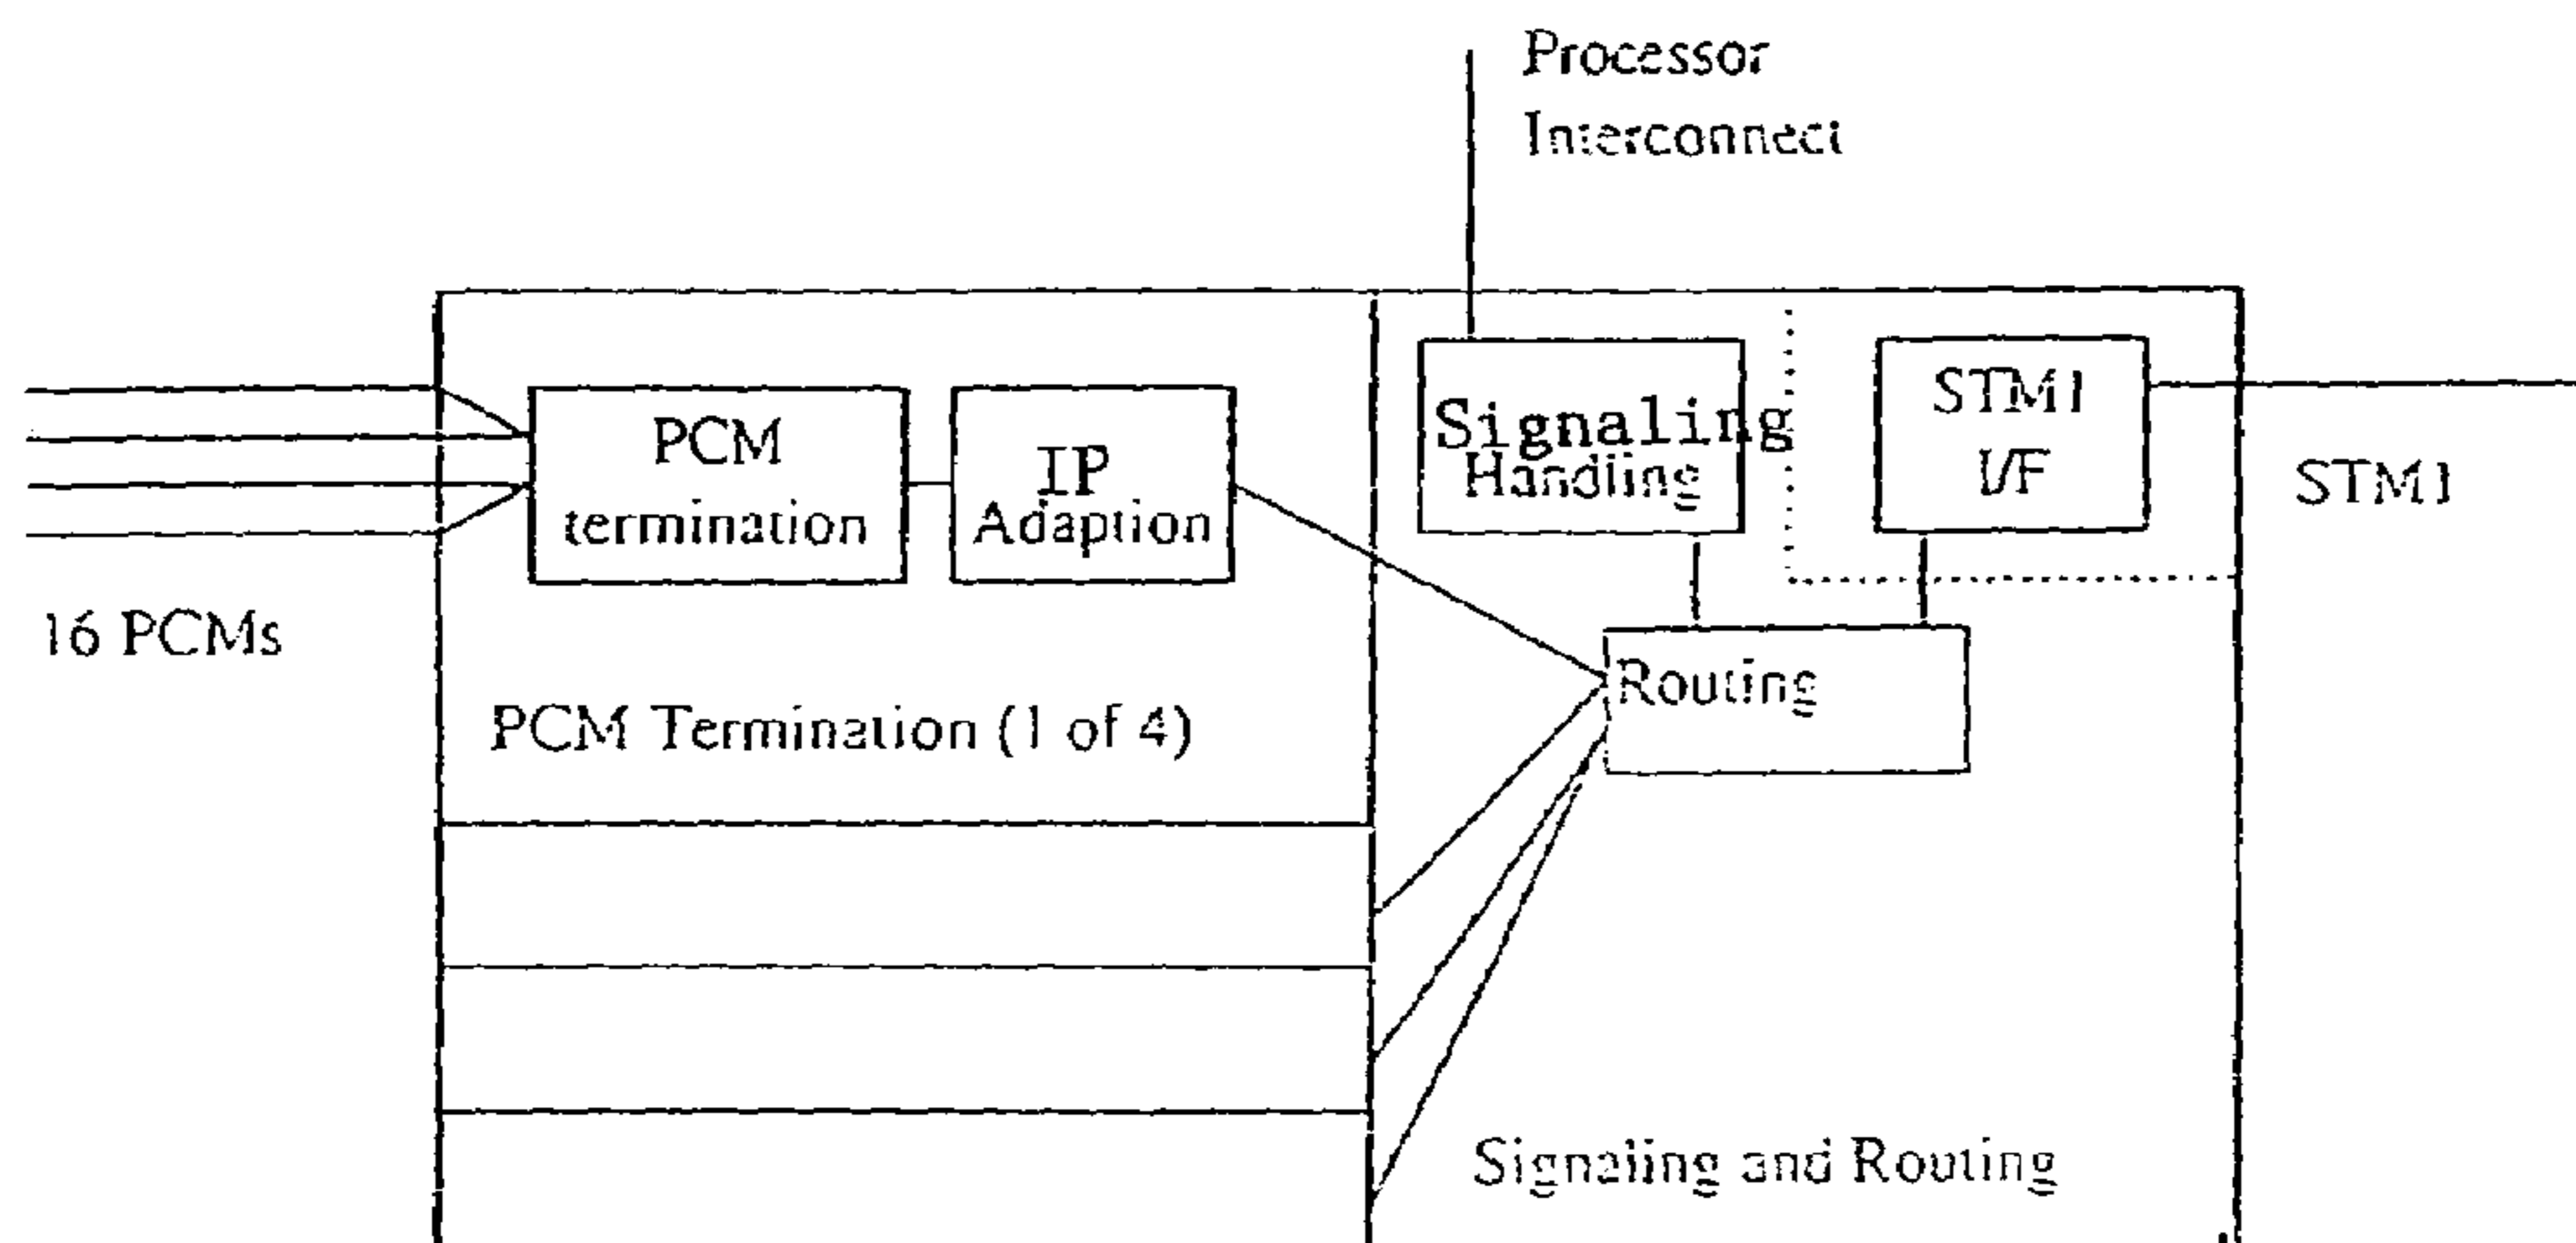 Processor
Interconnect
PCM
termination
IP
Adaption
Signaling
Handling
STM1
I/F
STM1
16 PCMs
Routing
PCM Termination (1 of 4)
Signaling and Routing